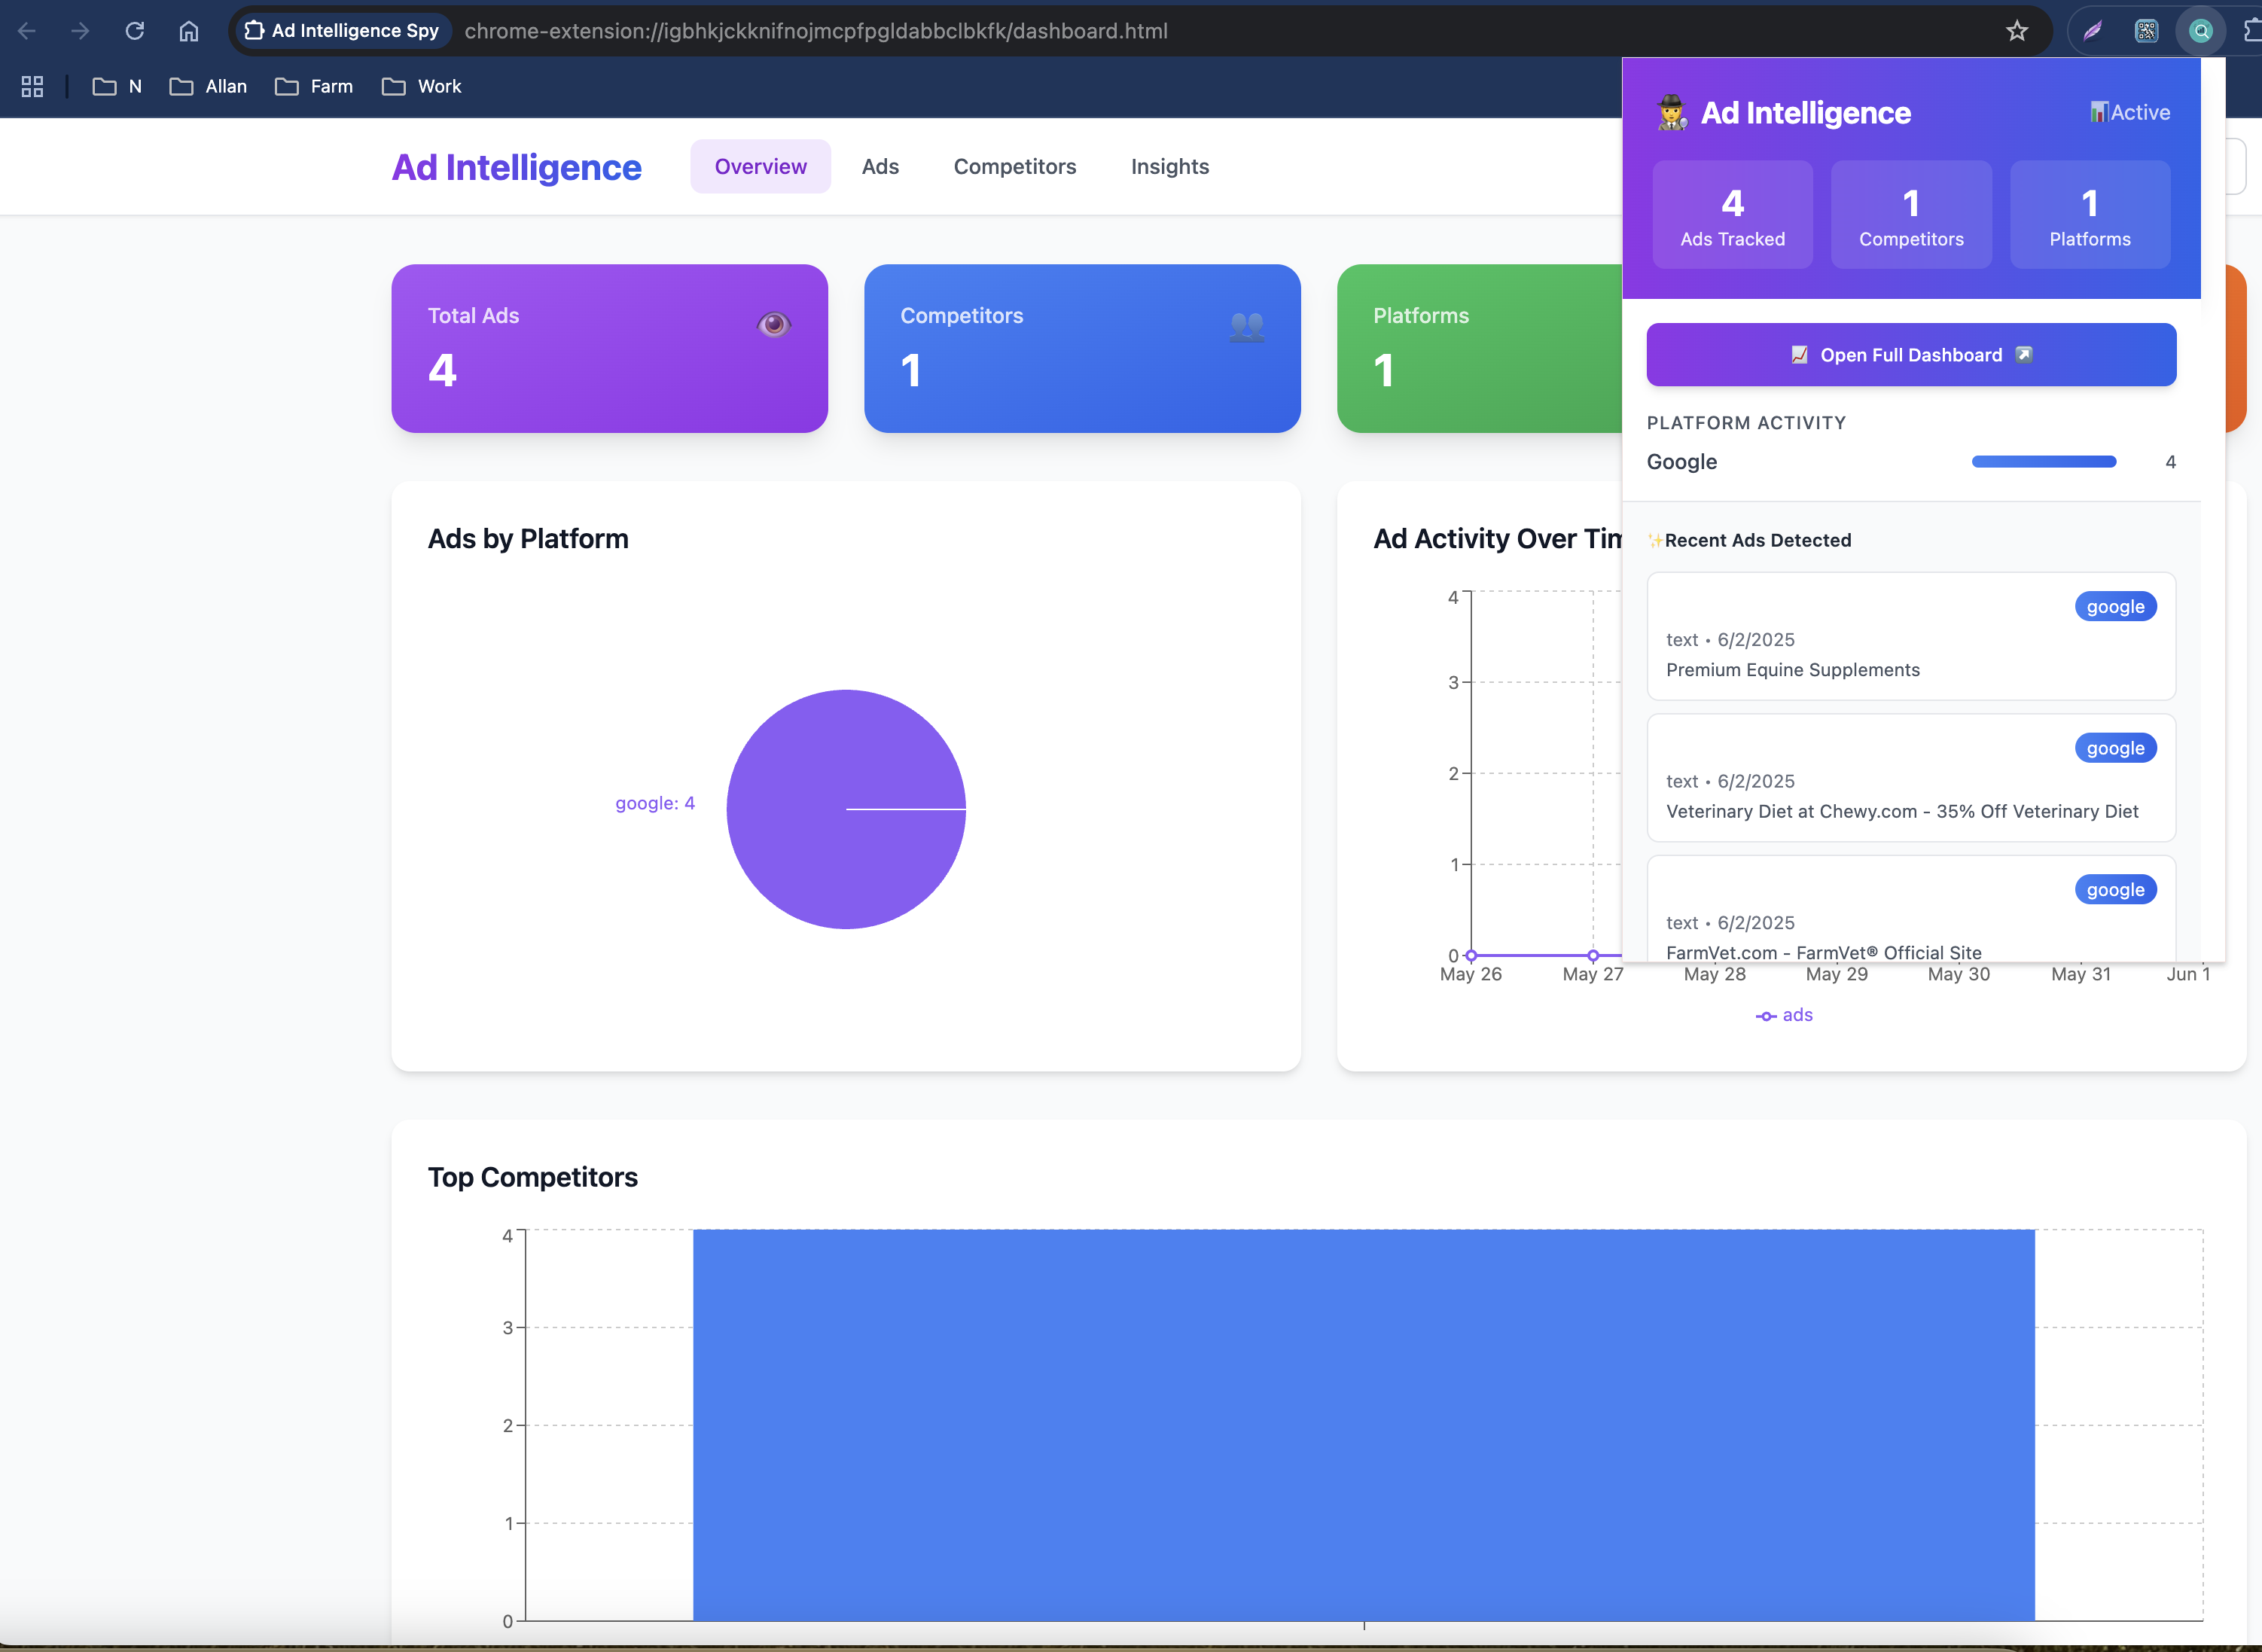 Ad Intelligence Spy
chrome-extension://igbhkjckknifnojmcpfpgldabbclbkfk/dashboard.html
N
Allan
Farm
Work
Ad Intelligence
Overview
Ads
Competitors
Insights
Total Ads
4
Competitors
1
Platforms
1
Ads by Platform
google: 4
Ad Activity Over Tim
4
3
2
1
0
May 26
May 27
May 28
May 29
May 30
May 31
Jun 1
ads
Top Competitors
4
3
2
1
0
Ad Intelligence
Active
4
Ads Tracked
1
Competitors
1
Platforms
Open Full Dashboard
PLATFORM ACTIVITY
Google
4
Recent Ads Detected
google
text • 6/2/2025
Premium Equine Supplements
google
text • 6/2/2025
Veterinary Diet at Chewy.com - 35% Off Veterinary Diet
google
text • 6/2/2025
FarmVet.com - FarmVet® Official Site